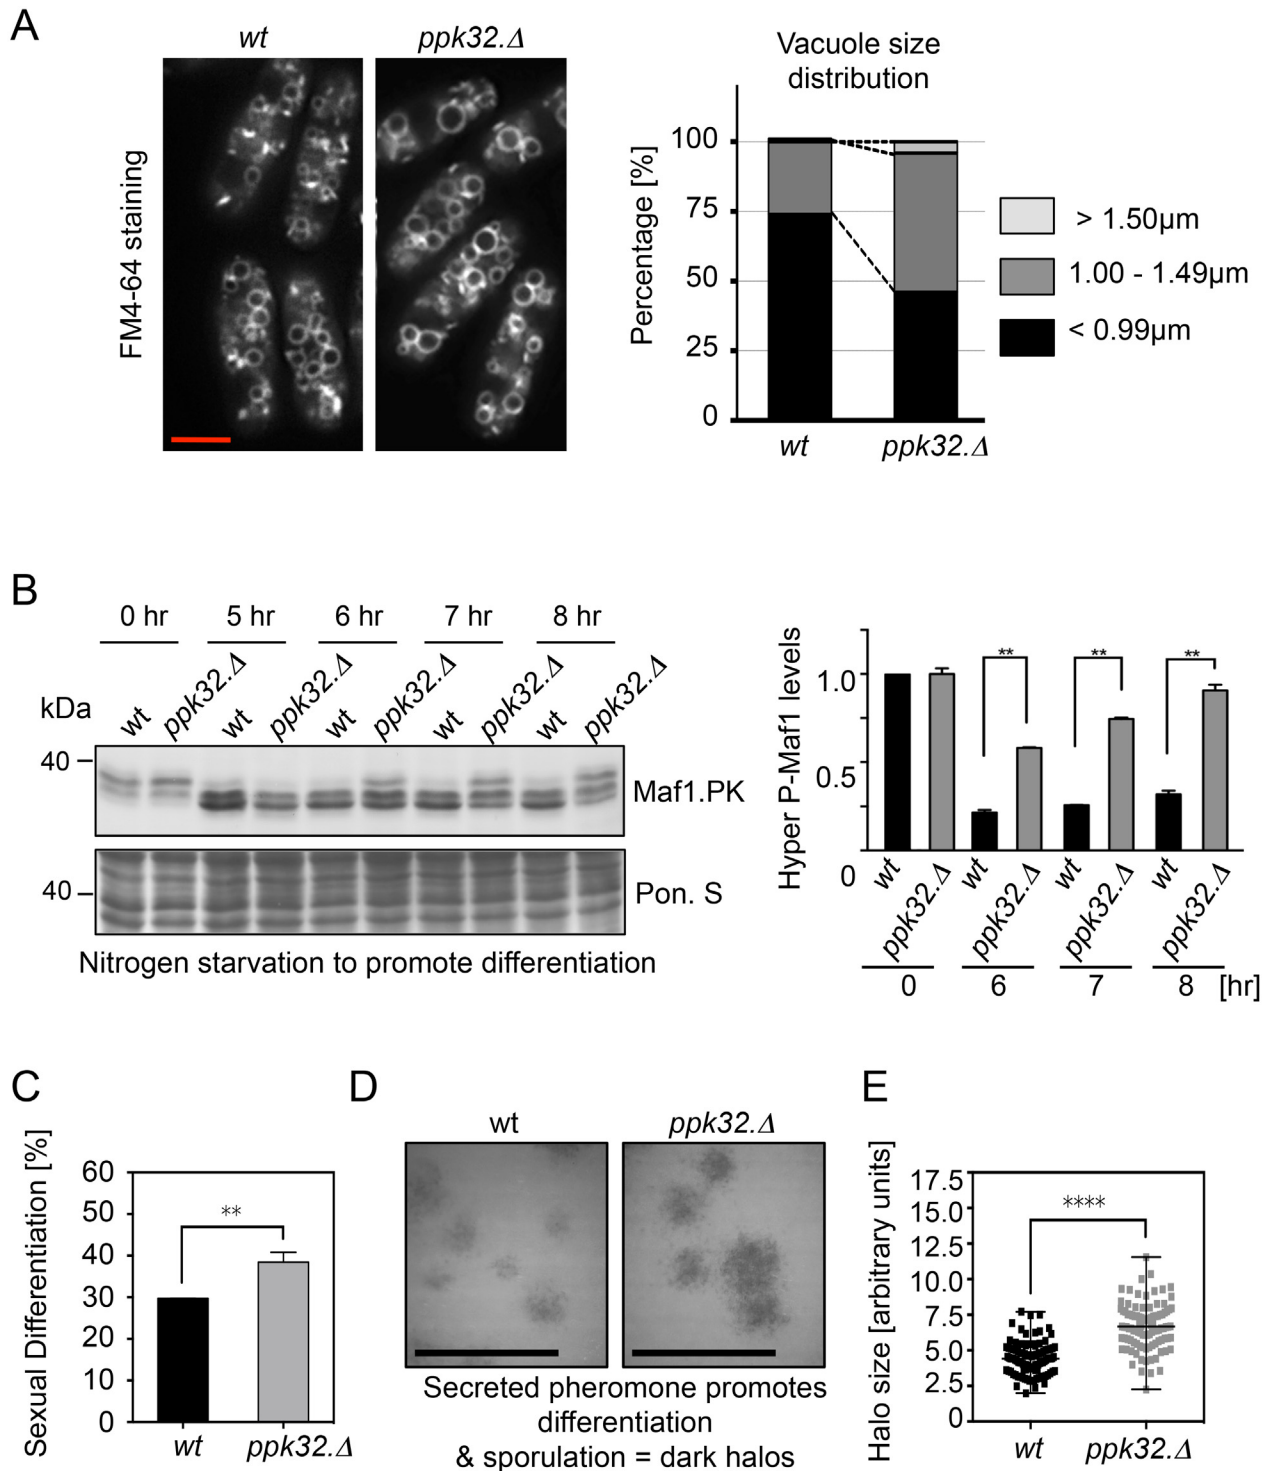 A
wt
ppk32.Δ
FM4-64 staining
Vacuole size
distribution
Percentage [%]
100
75
50
25
0
wt
ppk32.Δ
> 1.50µm
1.00 - 1.49µm
< 0.99µm
B
0 hr 5 hr 6 hr 7 hr 8 hr
kDa
wt ppk32.Δ wt ppk32.Δ wt ppk32.Δ wt ppk32.Δ wt ppk32.Δ
40
Maf1.PK
40
Pon. S
Nitrogen starvation to promote differentiation
Hyper P-Maf1 levels
1.0
0.5
0
** ** **
wt ppk32.Δ wt ppk32.Δ wt ppk32.Δ wt ppk32.Δ
0 6 7 8 [hr]
C
Sexual Differentiation [%]
60
50
40
30
20
10
0
**
wt
ppk32.Δ
D
wt
ppk32.Δ
Secreted pheromone promotes
differentiation
& sporulation = dark halos
E
Halo size [arbitrary units]
17.5
15.0
12.5
10.0
7.5
5.0
2.5
0
****
wt
ppk32.Δ